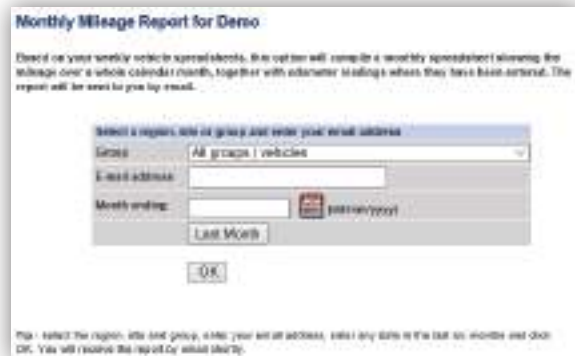 Monthly Mileage Report for Demo
Based on your weekly vehicle spreadsheets, this option will compile a monthly spreadsheet showing the
mileage over a whole calendar month, together with odometer readings where they have been entered. The
report will be sent to you by email.
Select a region, site or group and enter your email address
Group
All groups / vehicles
E-mail address
Month ending
(dd/mm/yyyy)
Last Month
OK
Tip - select the region, site and group, enter your email address, enter any date in the last six months and click
OK. You will receive the report by email shortly.